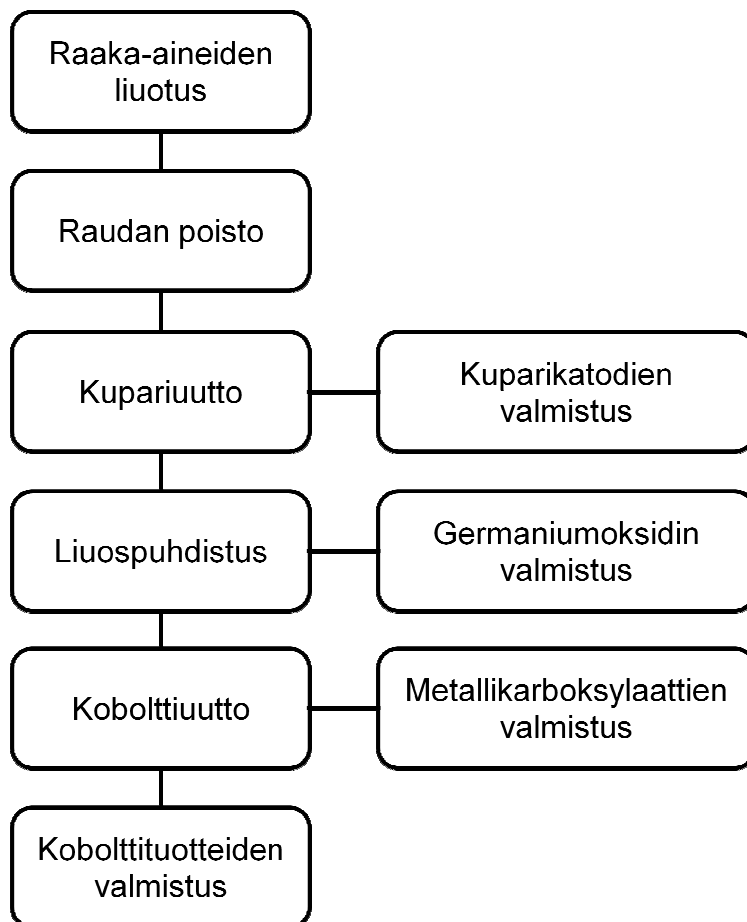 Raaka-aineiden
liuotus
Raudan poisto
Kupariuutto
Kuparikatodien
valmistus
Liuospuhdistus
Germaniumoksidin
valmistus
Kobolttiuutto
Metallikarboksylaattien
valmistus
Kobolttituotteiden
valmistus